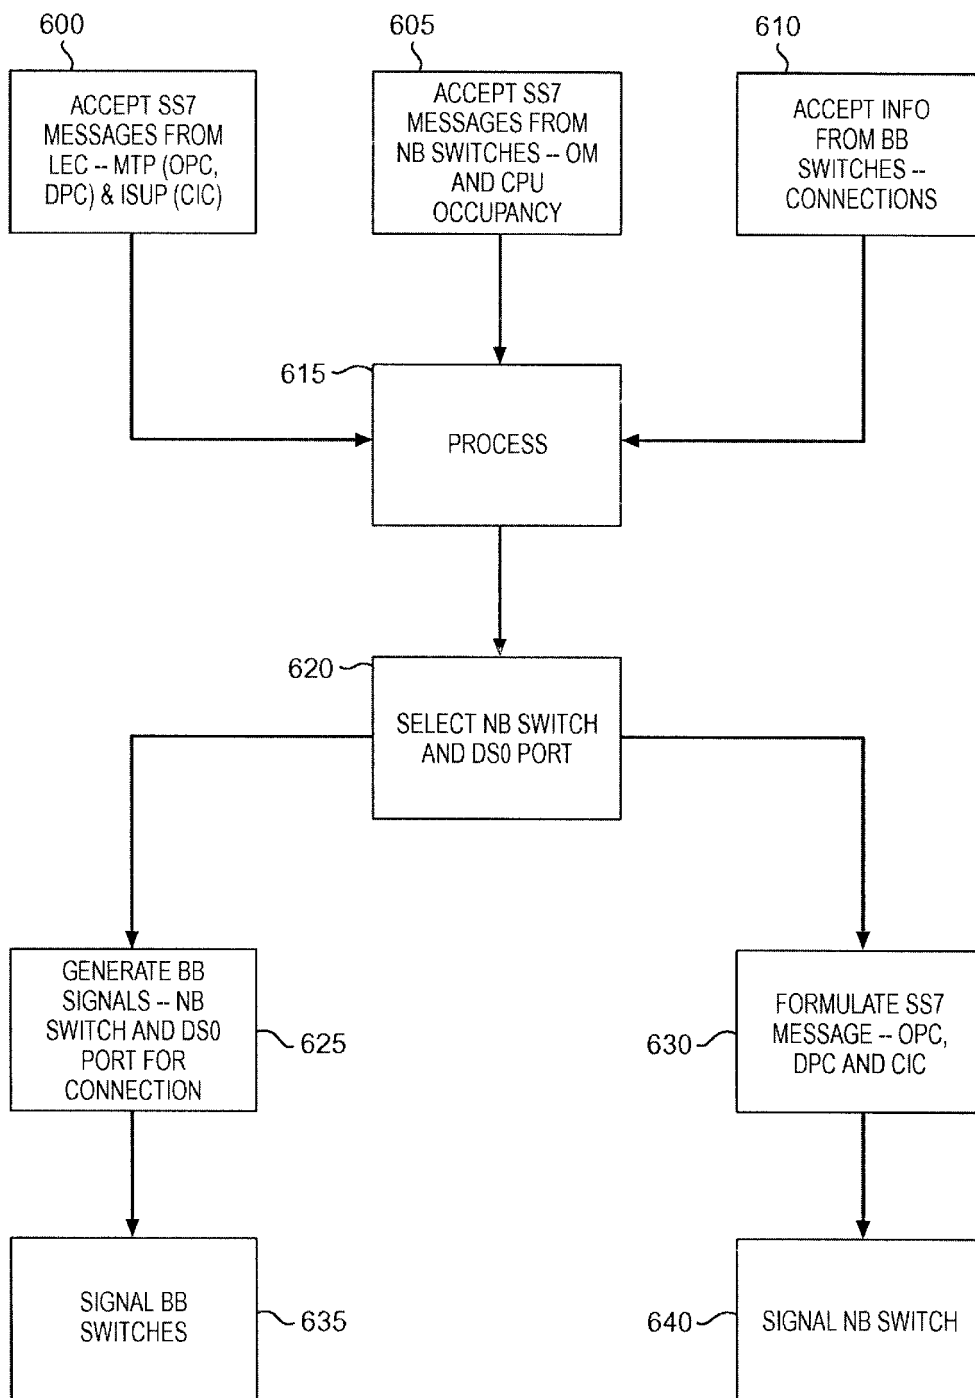 600
ACCEPT SS7
MESSAGES FROM
LEC -- MTP (OPC,
DPC) & ISUP (CIC)
605
ACCEPT SS7
MESSAGES FROM
NB SWITCHES -- OM
AND CPU
OCCUPANCY
610
ACCEPT INFO
FROM BB
SWITCHES --
CONNECTIONS
615
PROCESS
620
SELECT NB SWITCH
AND DS0 PORT
GENERATE BB
SIGNALS -- NB
SWITCH AND DS0
PORT FOR
CONNECTION
625
630
FORMULATE SS7
MESSAGE -- OPC,
DPC AND CIC
SIGNAL BB
SWITCHES
635
640
SIGNAL NB SWITCH